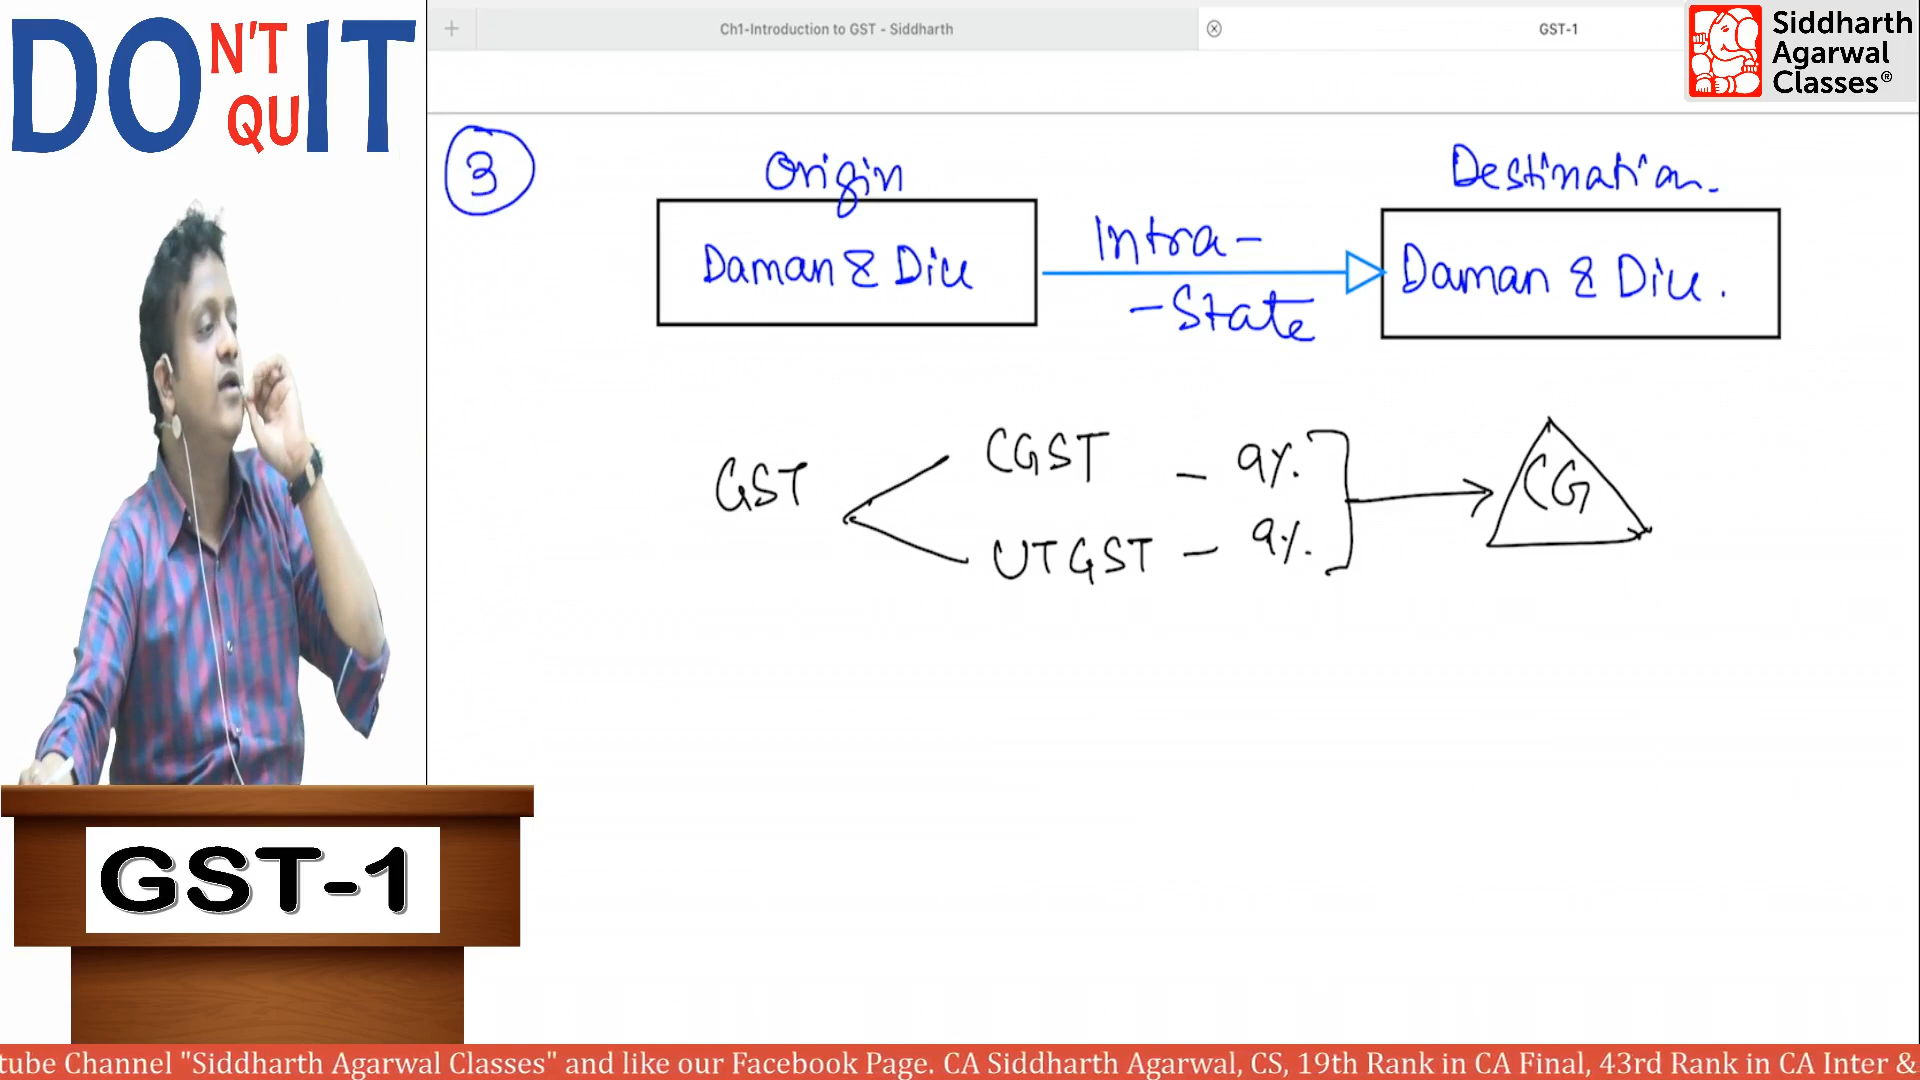 DON'T QUIT
Ch1-Introduction to GST - Siddharth
GST-1
Siddharth
Agarwal
Classes®
3
Origin
Destination.
Daman & Diu
Intra-
-State
Daman & Diu.
GST
CGST - 9%.
UTGST - 9%.
CG
GST-1
tube Channel "Siddharth Agarwal Classes" and like our Facebook Page. CA Siddharth Agarwal, CS, 19th Rank in CA Final, 43rd Rank in CA Inter &